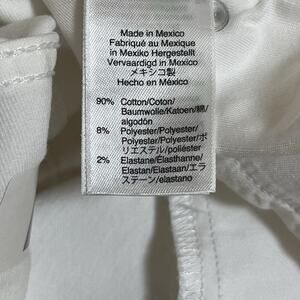 Made in Mexico
Fabriqué au Mexique
in Mexiko Hergestellt
Vervaardigd in Mexico
メキシコ製
Hecho en México
90% Cotton/Coton/
Baumwolle/Katoen/綿/
algodón
8% Polyester/Polyester/
Polyester/Polyester/ポ
リエステル/poliéster
2% Elastane/Élasthanne/
Elastan/Elastaan/エラ
ステーン/elastano